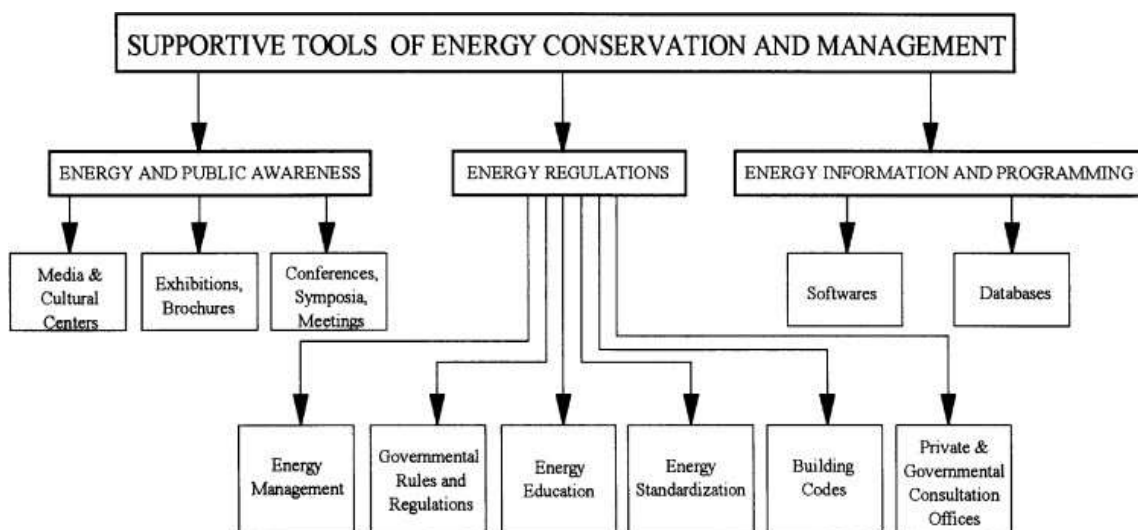 SUPPORTIVE TOOLS OF ENERGY CONSERVATION AND MANAGEMENT
ENERGY AND PUBLIC AWARENESS
ENERGY REGULATIONS
ENERGY INFORMATION AND PROGRAMMING
Media &
Cultural
Centers
Exhibitions,
Brochures
Conferences,
Symposia,
Meetings
Softwares
Databases
Energy
Management
Governmental
Rules and
Regulations
Energy
Education
Energy
Standardization
Building
Codes
Private &
Governmental
Consultation
Offices